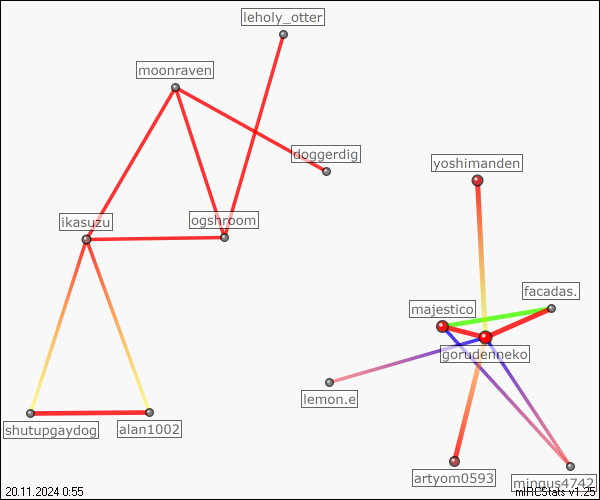 leholy_otter
moonraven
doggerdig
yoshimanden
ikasuzu
ogshroom
facadas.
majestico
gorudenneko
lemon.e
shutupgaydog
alan1002
artyom0593
mingus4742
20.11.2024 0:55
mIRCStats v1.25